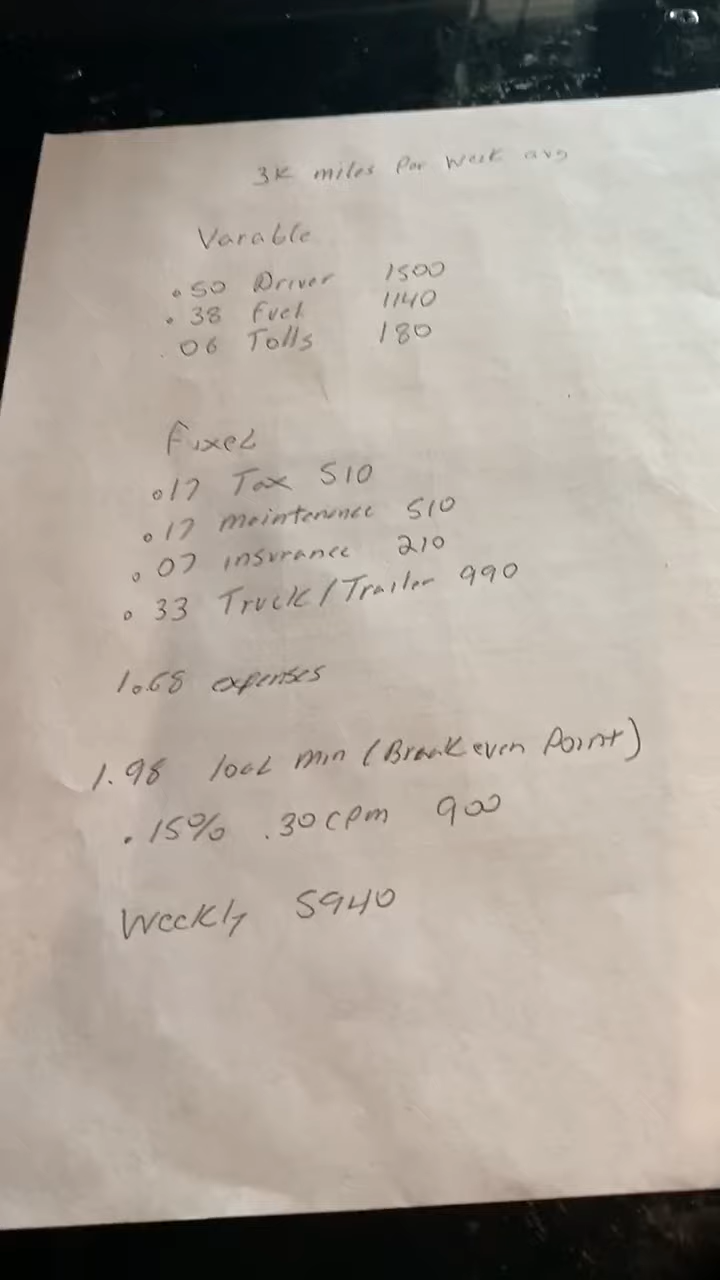 3K miles Per Week avg
Varable
.50 Driver 1500
.38 Fuel 1140
.06 Tolls 180
Fixed
.17 Tax 510
.17 maintenance 510
.07 insurance 210
.33 Truck/Trailer 990
1.68 expenses
1.98 load min (Break even Point)
.15% .30 cpm 900
Weekly 5940